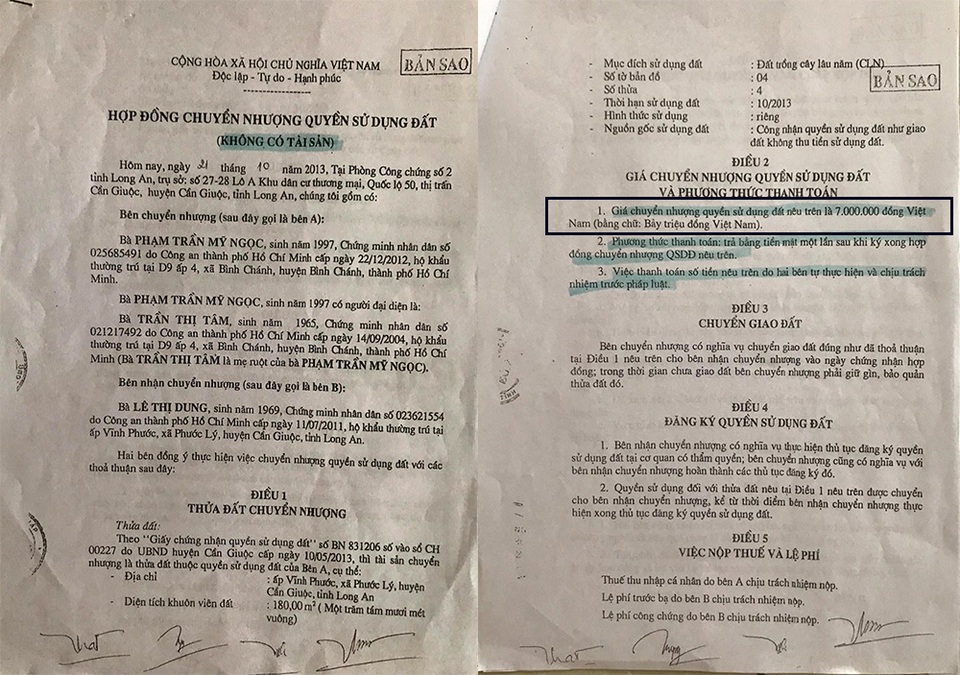 CỘNG HÒA XÃ HỘI CHỦ NGHĨA VIỆT NAM
Độc lập - Tự do - Hạnh phúc
BẢN SAO
HỢP ĐỒNG CHUYỂN NHƯỢNG QUYỀN SỬ DỤNG ĐẤT
(KHÔNG CÓ TÀI SẢN)
Hôm nay, ngày 21 tháng 10 năm 2013, Tại Phòng Công chứng số 2
tỉnh Long An, trụ sở: số 27-28 Lô A Khu dân cư thương mại, Quốc lộ 50, thị trấn
Cần Giuộc, huyện Cần Giuộc, tỉnh Long An, chúng tôi gồm có:
Bên chuyển nhượng (sau đây gọi là bên A):
Bà PHẠM TRẦN MỸ NGỌC, sinh năm 1997, Chứng minh nhân dân số
025685491 do Công an thành phố Hồ Chí Minh cấp ngày 22/12/2012, hộ khẩu
thường trú tại D9 ấp 4, xã Bình Chánh, huyện Bình Chánh, thành phố Hồ Chí
Minh.
Bà PHẠM TRẦN MỸ NGỌC, sinh năm 1997 có người đại diện là:
Bà TRẦN THỊ TÂM, sinh năm 1965, Chứng minh nhân dân số
021217492 do Công an thành phố Hồ Chí Minh cấp ngày 14/09/2004, hộ khẩu
thường trú tại D9 ấp 4, xã Bình Chánh, huyện Bình Chánh, thành phố Hồ Chí
Minh (Bà TRẦN THỊ TÂM là mẹ ruột của bà PHẠM TRẦN MỸ NGỌC).
Bên nhận chuyển nhượng (sau đây gọi là bên B):
Bà LÊ THỊ DUNG, sinh năm 1969, Chứng minh nhân dân số 023621554
do Công an thành phố Hồ Chí Minh cấp ngày 11/07/2011, hộ khẩu thường trú tại
ấp Vĩnh Phước, xã Phước Lý, huyện Cần Giuộc, tỉnh Long An.
Hai bên đồng ý thực hiện việc chuyển nhượng quyền sử dụng đất với các
thoả thuận sau đây:
ĐIỀU 1
THỬA ĐẤT CHUYỂN NHƯỢNG
Thửa đất:
Theo "Giấy chứng nhận quyền sử dụng đất" số BN 831206 số vào sổ CH
00227 do UBND huyện Cần Giuộc cấp ngày 10/05/2013, thì tài sản chuyển
nhượng là thửa đất thuộc quyền sử dụng đất của Bên A, cụ thể:
- Địa chỉ : ấp Vĩnh Phước, xã Phước Lý, huyện
Cần Giuộc, tỉnh Long An
- Diện tích khuôn viên đất : 180,00 m² ( Một trăm tám mươi mét
vuông)
- Mục đích sử dụng đất : Đất trồng cây lâu năm (CLN)
BẢN SAO
- Số tờ bản đồ : 04
- Số thửa : 4
- Thời hạn sử dụng đất : 10/2013
- Hình thức sử dụng : riêng
- Nguồn gốc sử dụng đất : Công nhận quyền sử dụng đất như giao
đất không thu tiền sử dụng đất.
ĐIỀU 2
GIÁ CHUYỂN NHƯỢNG QUYỀN SỬ DỤNG ĐẤT
VÀ PHƯƠNG THỨC THANH TOÁN
1. Giá chuyển nhượng quyền sử dụng đất nêu trên là 7.000.000 đồng Việt
Nam (bằng chữ: Bảy triệu đồng Việt Nam).
2. Phương thức thanh toán: trả bằng tiền mặt một lần sau khi ký xong hợp
đồng chuyển nhượng QSDĐ nêu trên.
3. Việc thanh toán số tiền nêu trên do hai bên tự thực hiện và chịu trách
nhiệm trước pháp luật.
ĐIỀU 3
CHUYỂN GIAO ĐẤT
Bên chuyển nhượng có nghĩa vụ chuyển giao đất đúng như đã thoả thuận
tại Điều 1 nêu trên cho bên nhận chuyển nhượng vào ngày chứng nhận hợp
đồng; trong thời gian chưa giao đất bên chuyển nhượng phải giữ gìn, bảo quản
thửa đất đó.
ĐIỀU 4
ĐĂNG KÝ QUYỀN SỬ DỤNG ĐẤT
1. Bên nhận chuyển nhượng có nghĩa vụ thực hiện thủ tục đăng ký quyền
sử dụng đất tại cơ quan có thẩm quyền; bên chuyển nhượng cũng có nghĩa vụ với
bên nhận chuyển nhượng hoàn thành các thủ tục đăng ký đó.
2. Quyền sử dụng đối với thửa đất nêu tại Điều 1 nêu trên được chuyển
cho bên nhận chuyển nhượng, kể từ thời điểm bên nhận chuyển nhượng thực
hiện xong thủ tục đăng ký quyền sử dụng đất.
ĐIỀU 5
VIỆC NỘP THUẾ VÀ LỆ PHÍ
Thuế thu nhập cá nhân do bên A chịu trách nhiệm nộp.
Lệ phí trước bạ do bên B chịu trách nhiệm nộp.
Lệ phí công chứng do bên B chịu trách nhiệm nộp.